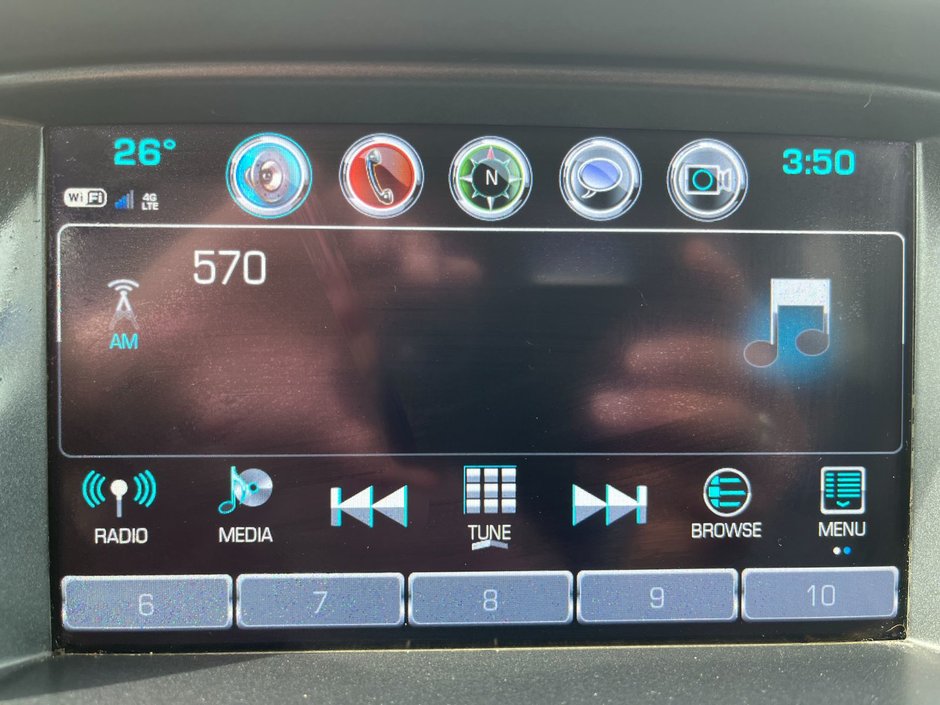 26°
N
3:50
WiFi
4G
LTE
570
AM
RADIO
MEDIA
TUNE
BROWSE
MENU
6
7
8
9
10